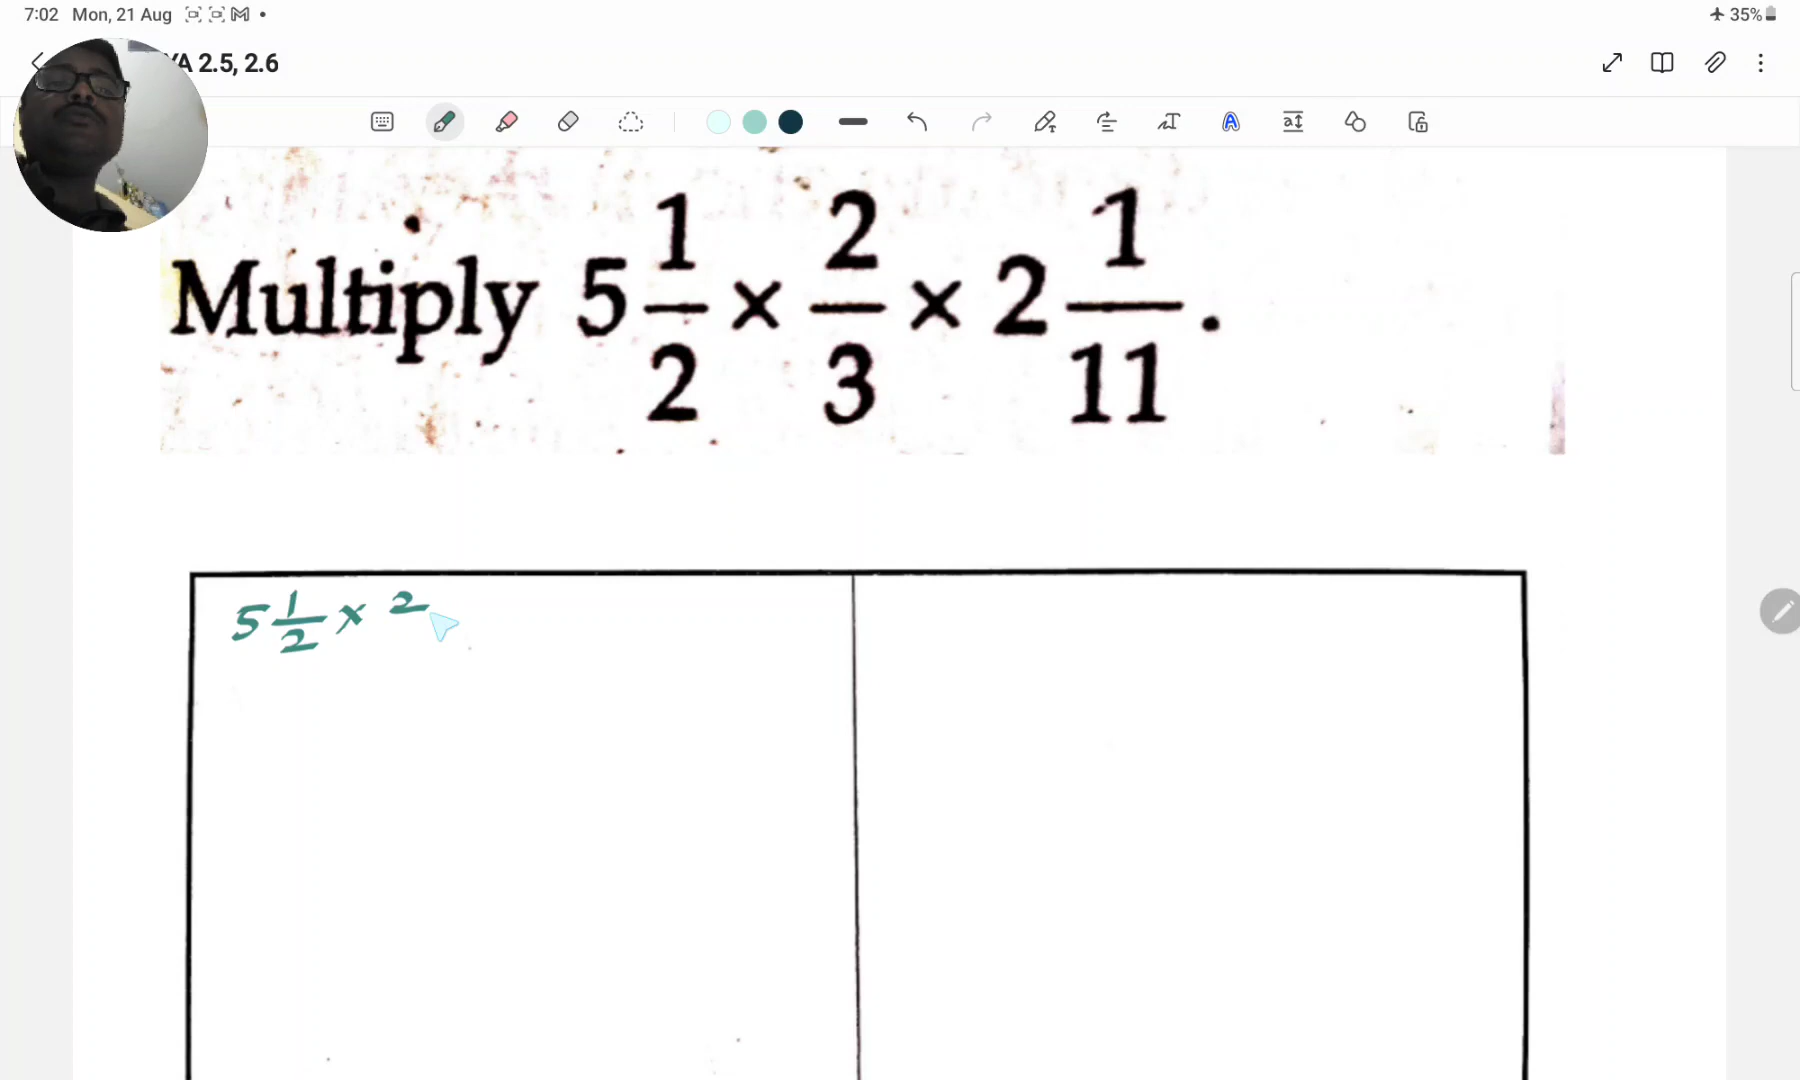 7:02 Mon, 21 Aug
35%
YA 2.5, 2.6
Multiply 5 1/2 × 2/3 × 2 1/11.
5 1/2 × 2